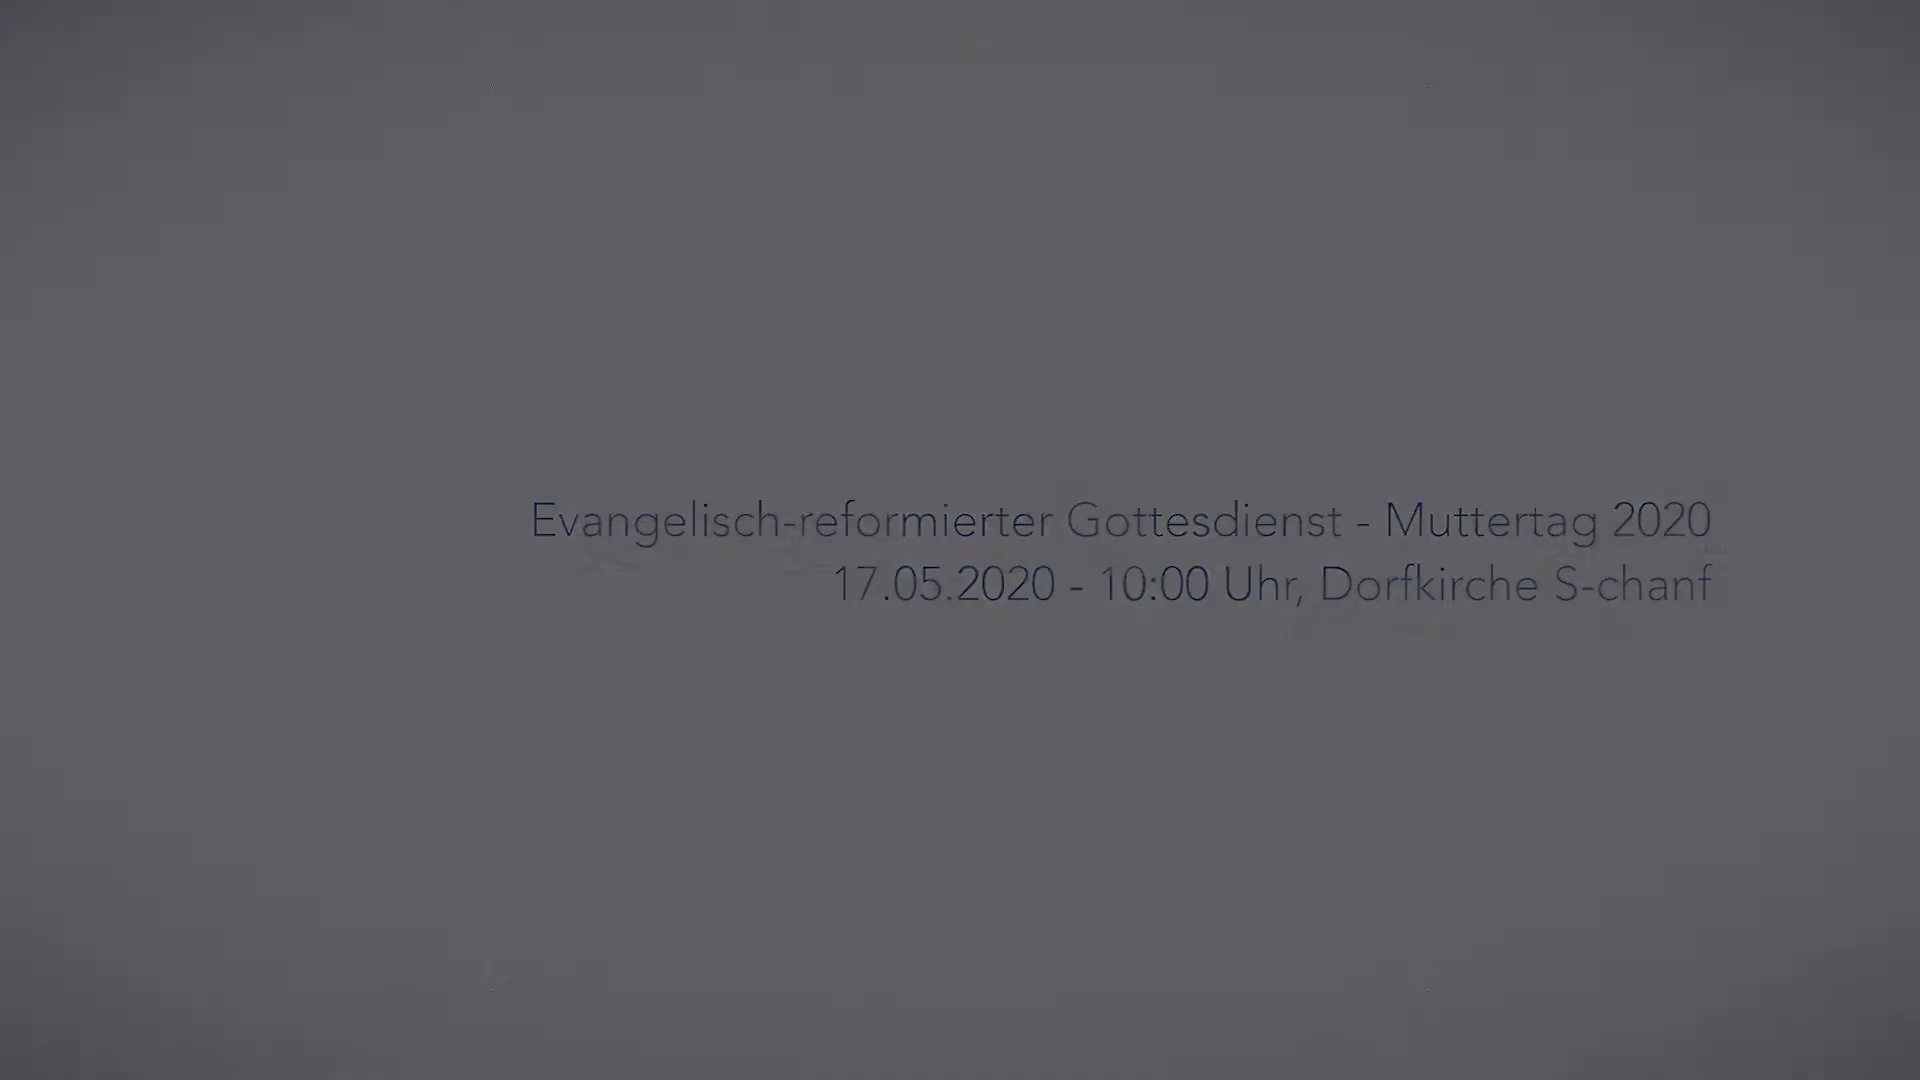 Evangelisch-reformierter Gottesdienst - Muttertag 2020
17.05.2020 - 10:00 Uhr, Dorfkirche S-chanf